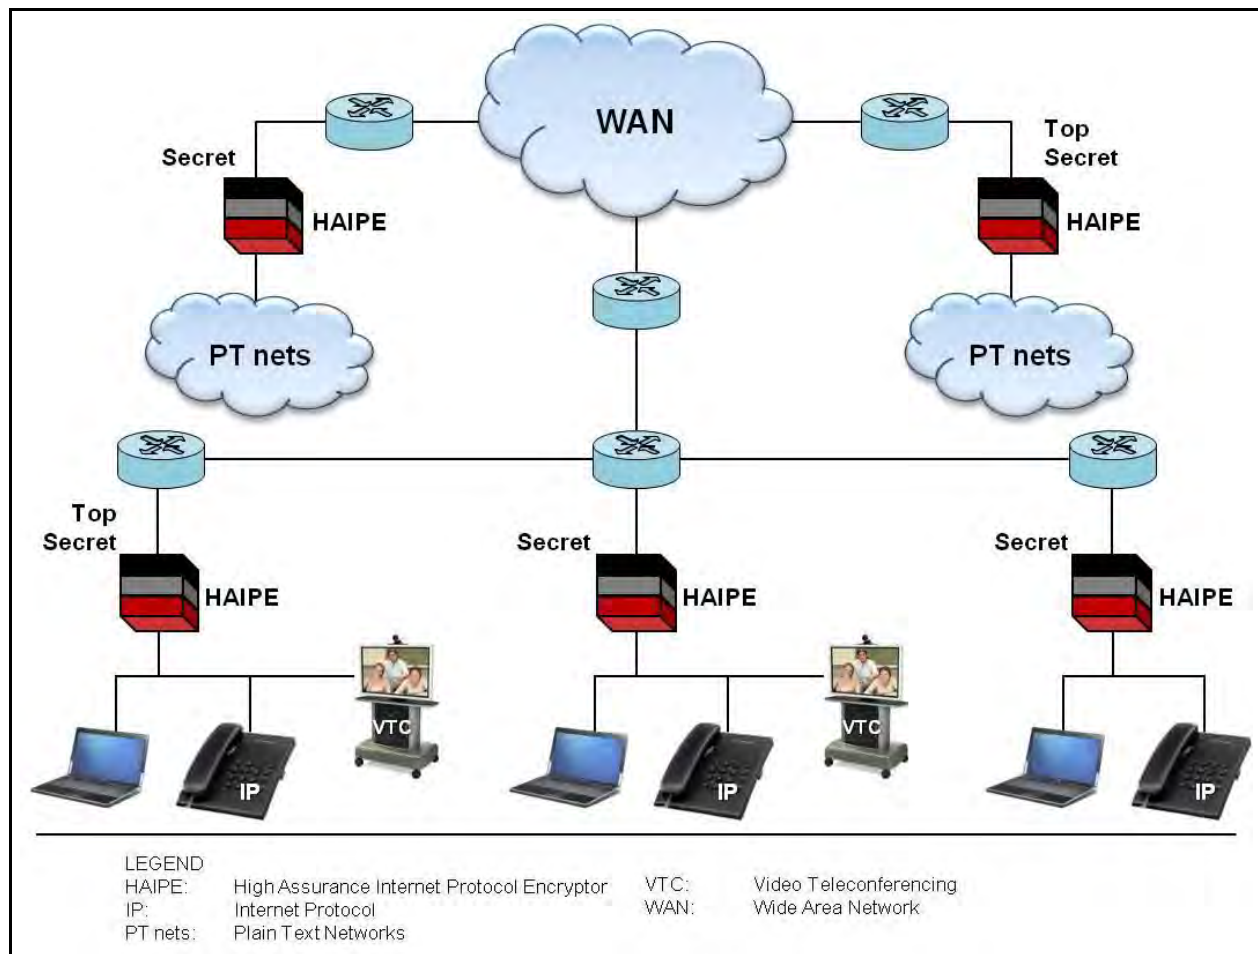 WAN
Secret
HAIPE
Top
Secret
HAIPE
PT nets
PT nets
Top
Secret
HAIPE
Secret
HAIPE
Secret
HAIPE
VTC
VTC
IP
IP
IP
LEGEND
HAIPE: High Assurance Internet Protocol Encryptor
IP: Internet Protocol
PT nets: Plain Text Networks
VTC: Video Teleconferencing
WAN: Wide Area Network